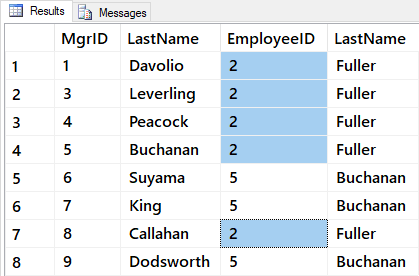 Results Messages
MgrID LastName EmployeeID LastName
1 1 Davolio 2 Fuller
2 3 Leverling 2 Fuller
3 4 Peacock 2 Fuller
4 5 Buchanan 2 Fuller
5 6 Suyama 5 Buchanan
6 7 King 5 Buchanan
7 8 Callahan 2 Fuller
8 9 Dodsworth 5 Buchanan